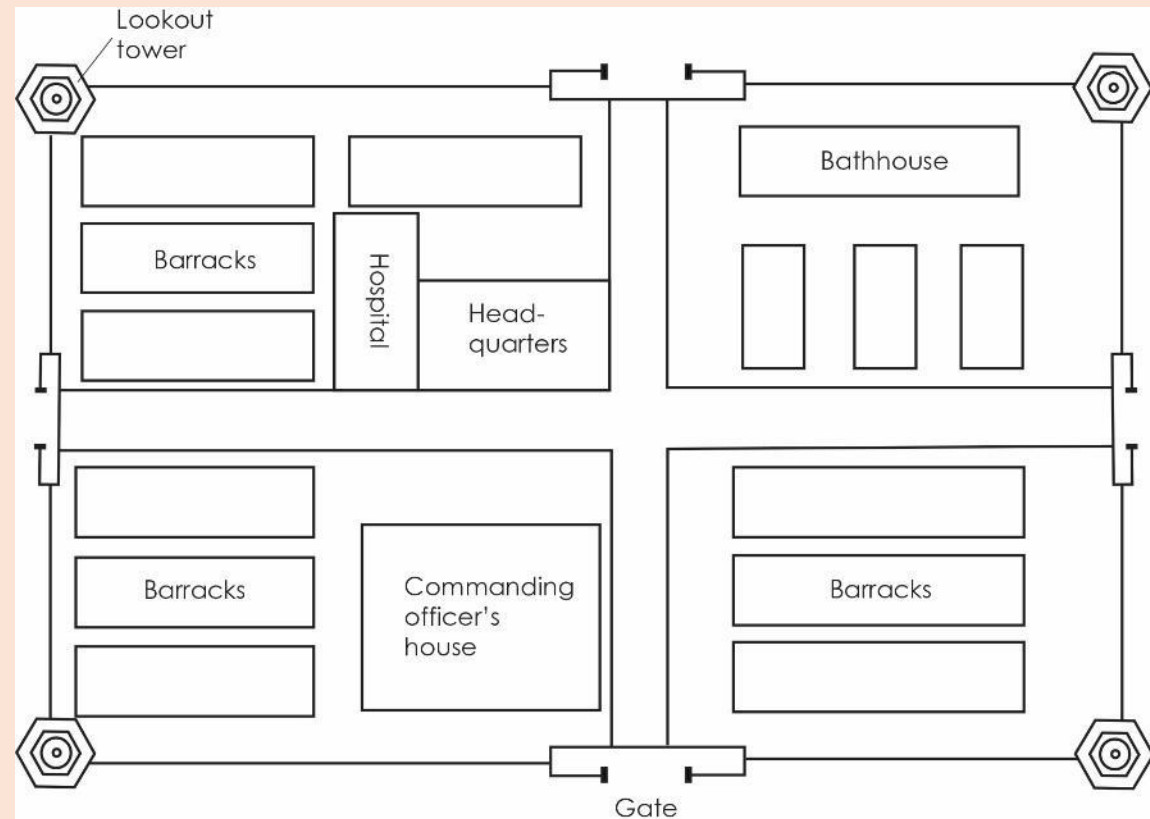 Lookout
tower
Bathhouse
Barracks
Hospital
Head-
quarters
Barracks
Commanding
officer's
house
Barracks
Gate